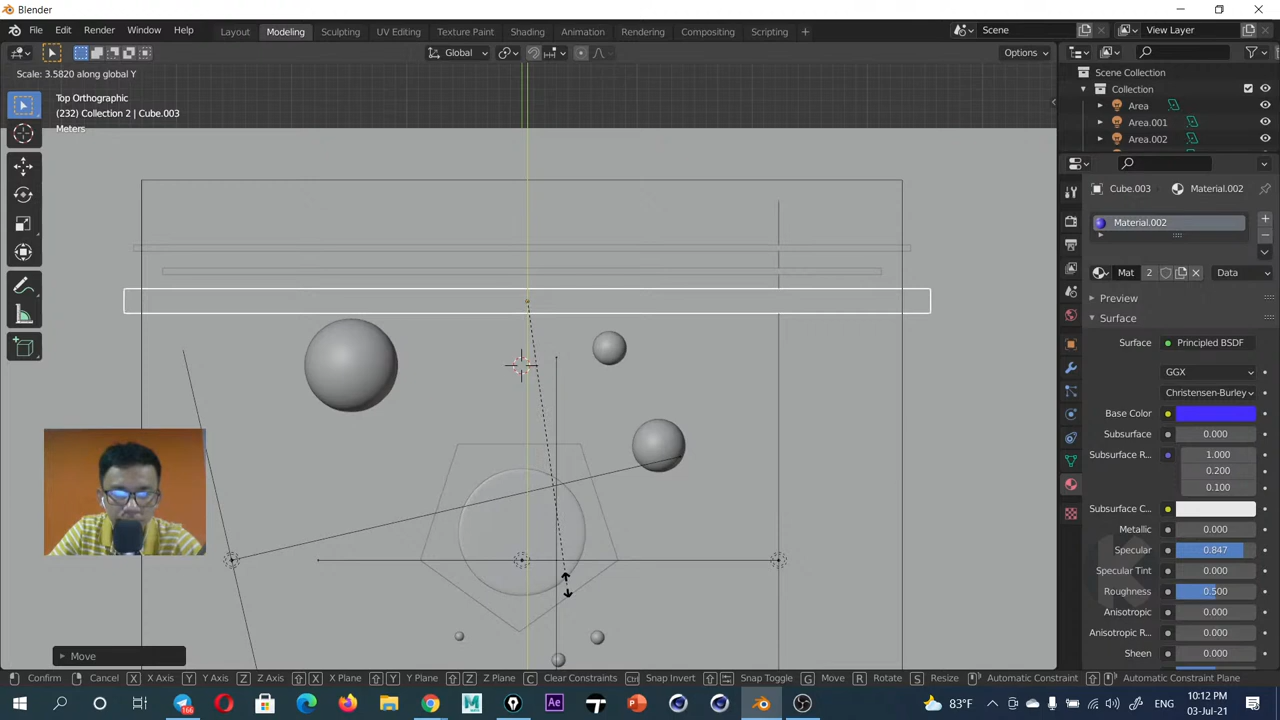 Blender
File Edit Render Window Help
Layout Modeling Sculpting UV Editing Texture Paint Shading Animation Rendering Compositing Scripting
Scene
View Layer
Global
Options
Scale: 3.5820 along global Y
Top Orthographic
(232) Collection 2 | Cube.003
Meters
Scene Collection
Collection
Area
Area.001
Area.002
Cube.003 Material.002
Material.002
Mat 2 Data
Preview
Surface
Surface Principled BSDF
GGX
Christensen-Burley
Base Color
Subsurface 0.000
Subsurface R... 1.000
0.200
0.100
Subsurface C...
Metallic 0.000
Specular 0.847
Specular Tint 0.000
Roughness 0.500
Anisotropic 0.000
Anisotropic R... 0.000
Sheen 0.000
Move
Confirm Cancel X X Axis Y Y Axis Z Z Axis X X Plane Y Y Plane Z Z Plane C Clear Constraints Ctrl Snap Invert Snap Toggle G Move R Rotate S Resize Automatic Constraint Automatic Constraint Plane
166
83°F
10:12 PM
03-Jul-21